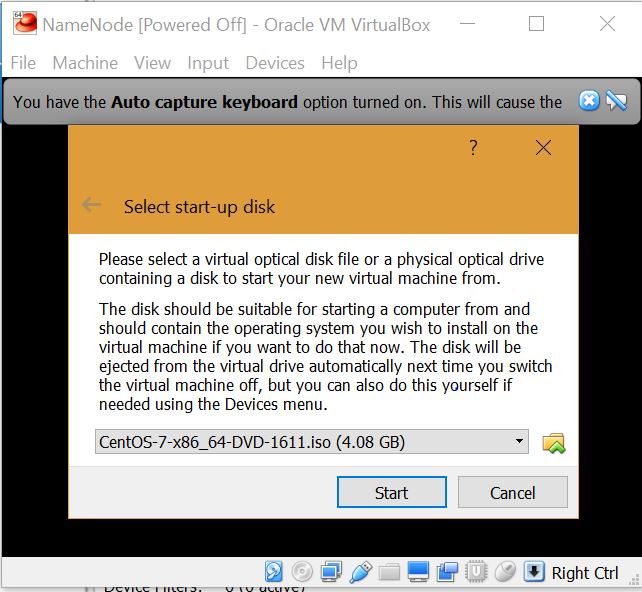 NameNode [Powered Off] - Oracle VM VirtualBox
File Machine View Input Devices Help
You have the Auto capture keyboard option turned on. This will cause the
?
Select start-up disk
Please select a virtual optical disk file or a physical optical drive
containing a disk to start your new virtual machine from.
The disk should be suitable for starting a computer from and
should contain the operating system you wish to install on the
virtual machine if you want to do that now. The disk will be
ejected from the virtual drive automatically next time you switch
the virtual machine off, but you can also do this yourself if
needed using the Devices menu.
CentOS-7-x86_64-DVD-1611.iso (4.08 GB)
Start Cancel
Right Ctrl
Device Filters: 0 (0 active)